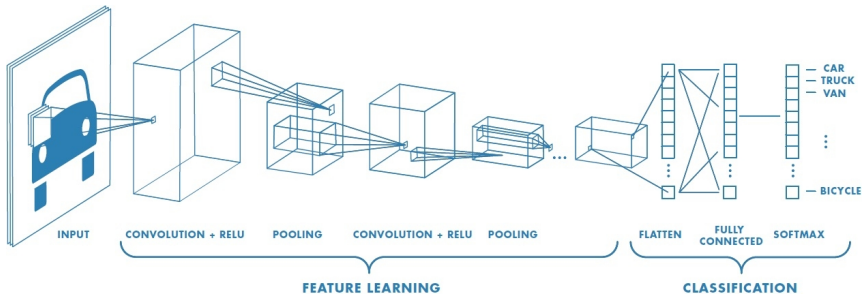 CAR
TRUCK
VAN
BICYCLE
INPUT
CONVOLUTION + RELU
POOLING
CONVOLUTION + RELU
POOLING
FLATTEN
FULLY
CONNECTED
SOFTMAX
FEATURE LEARNING
CLASSIFICATION